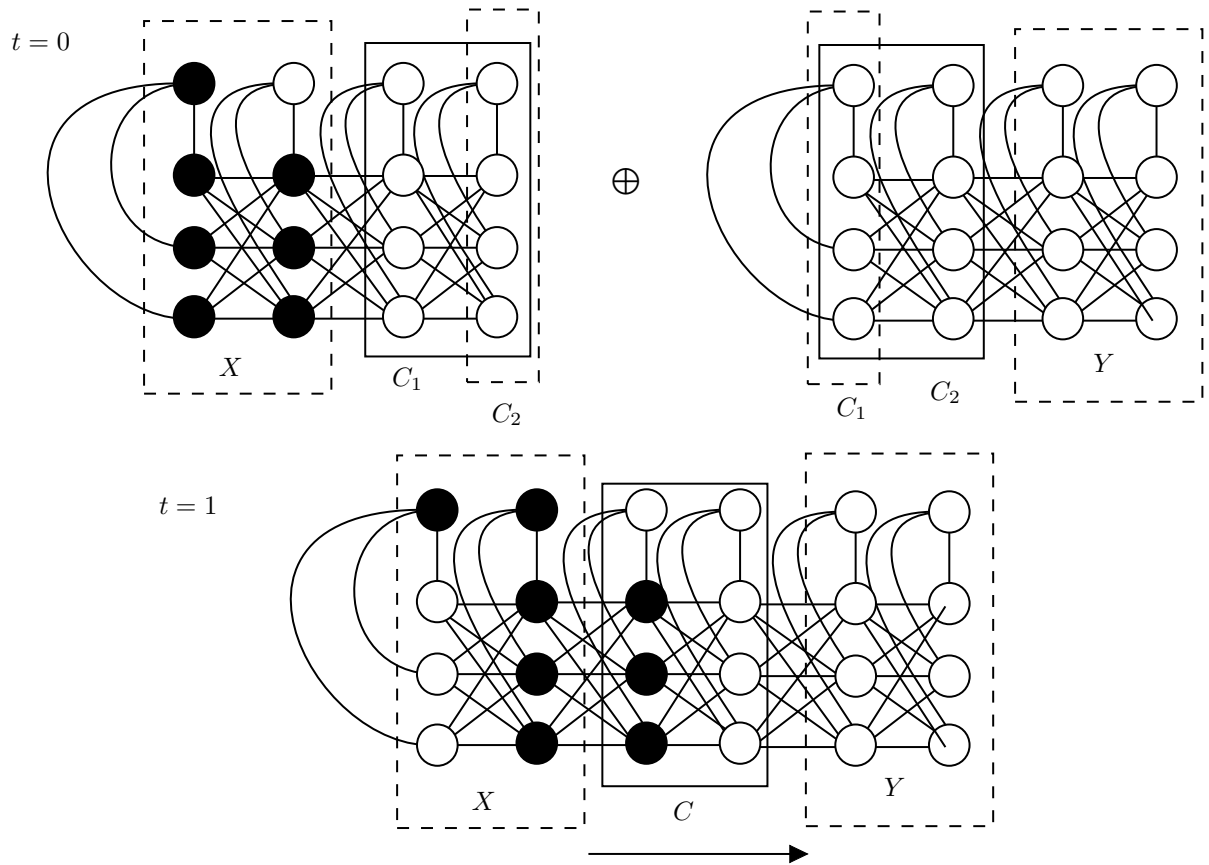 t = 0
⊕
X
C₁
C₂
C₁
C₂
Y
t = 1
X
C
Y